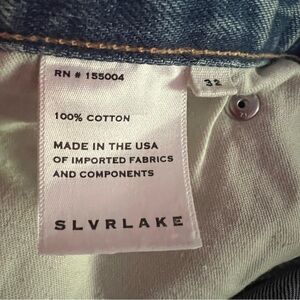 RN # 155004
32
100% COTTON
MADE IN THE USA
OF IMPORTED FABRICS
AND COMPONENTS
SLVRLAKE